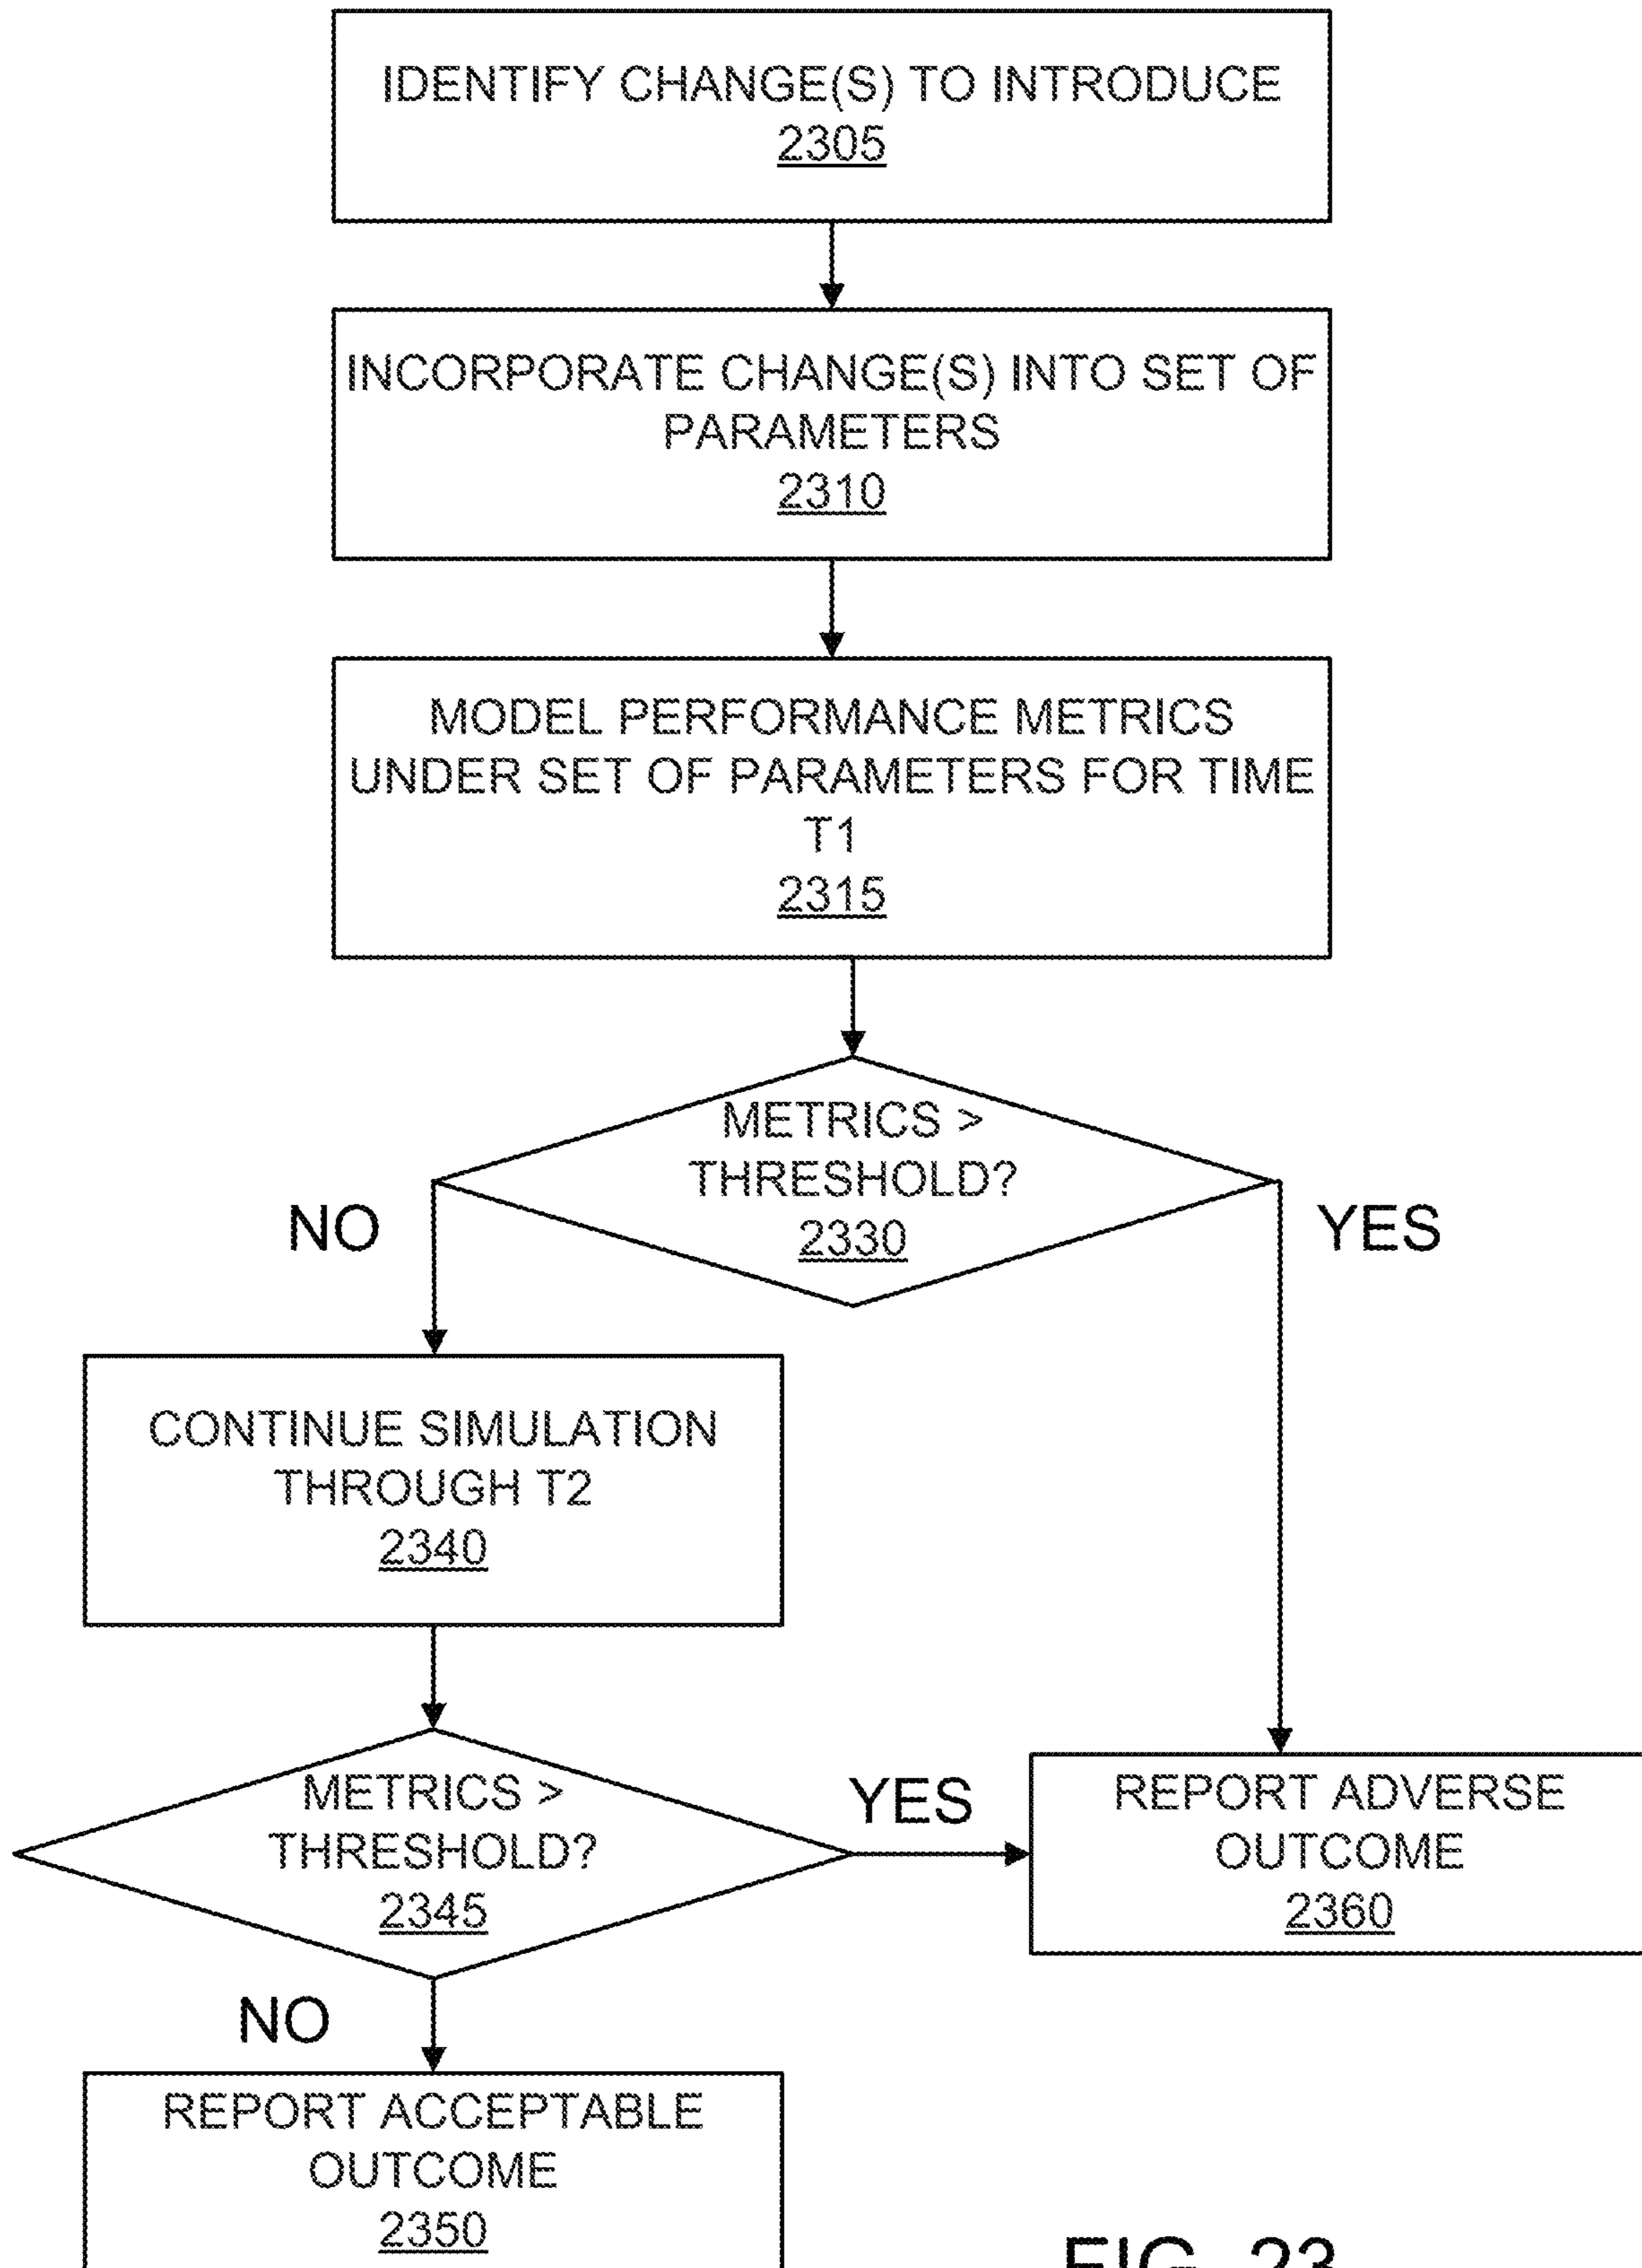 IDENTIFY CHANGE(S) TO INTRODUCE
2305
INCORPORATE CHANGE(S) INTO SET OF
PARAMETERS
2310
MODEL PERFORMANCE METRICS
UNDER SET OF PARAMETERS FOR TIME
T1
2315
METRICS >
THRESHOLD?
2330
NO
YES
CONTINUE SIMULATION
THROUGH T2
2340
METRICS >
THRESHOLD?
2345
YES
REPORT ADVERSE
OUTCOME
2360
NO
REPORT ACCEPTABLE
OUTCOME
2350
FIG. 23